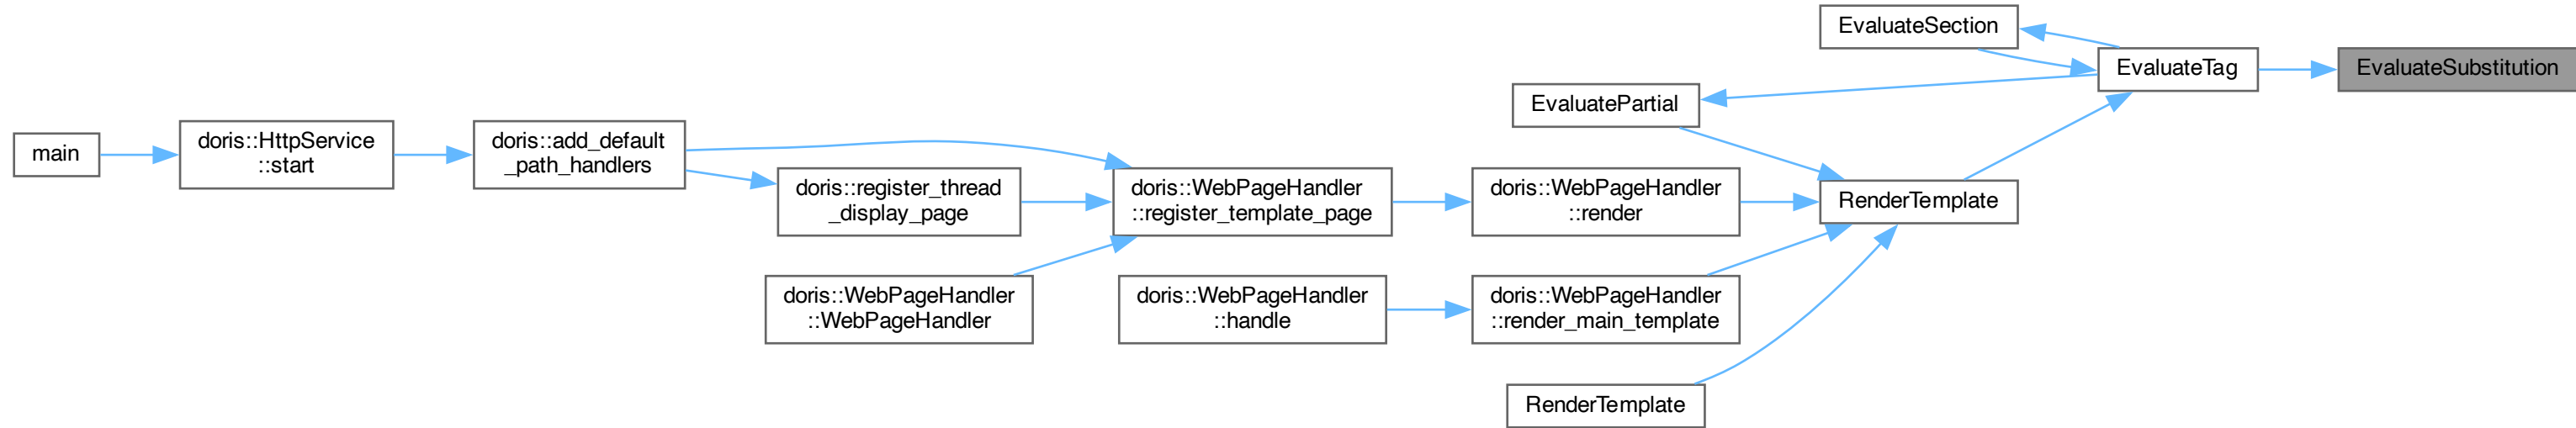 main
doris::HttpService
::start
doris::add_default
_path_handlers
doris::register_thread
_display_page
doris::WebPageHandler
::WebPageHandler
doris::WebPageHandler
::register_template_page
doris::WebPageHandler
::handle
doris::WebPageHandler
::render
doris::WebPageHandler
::render_main_template
EvaluatePartial
RenderTemplate
EvaluateSection
RenderTemplate
EvaluateTag
EvaluateSubstitution